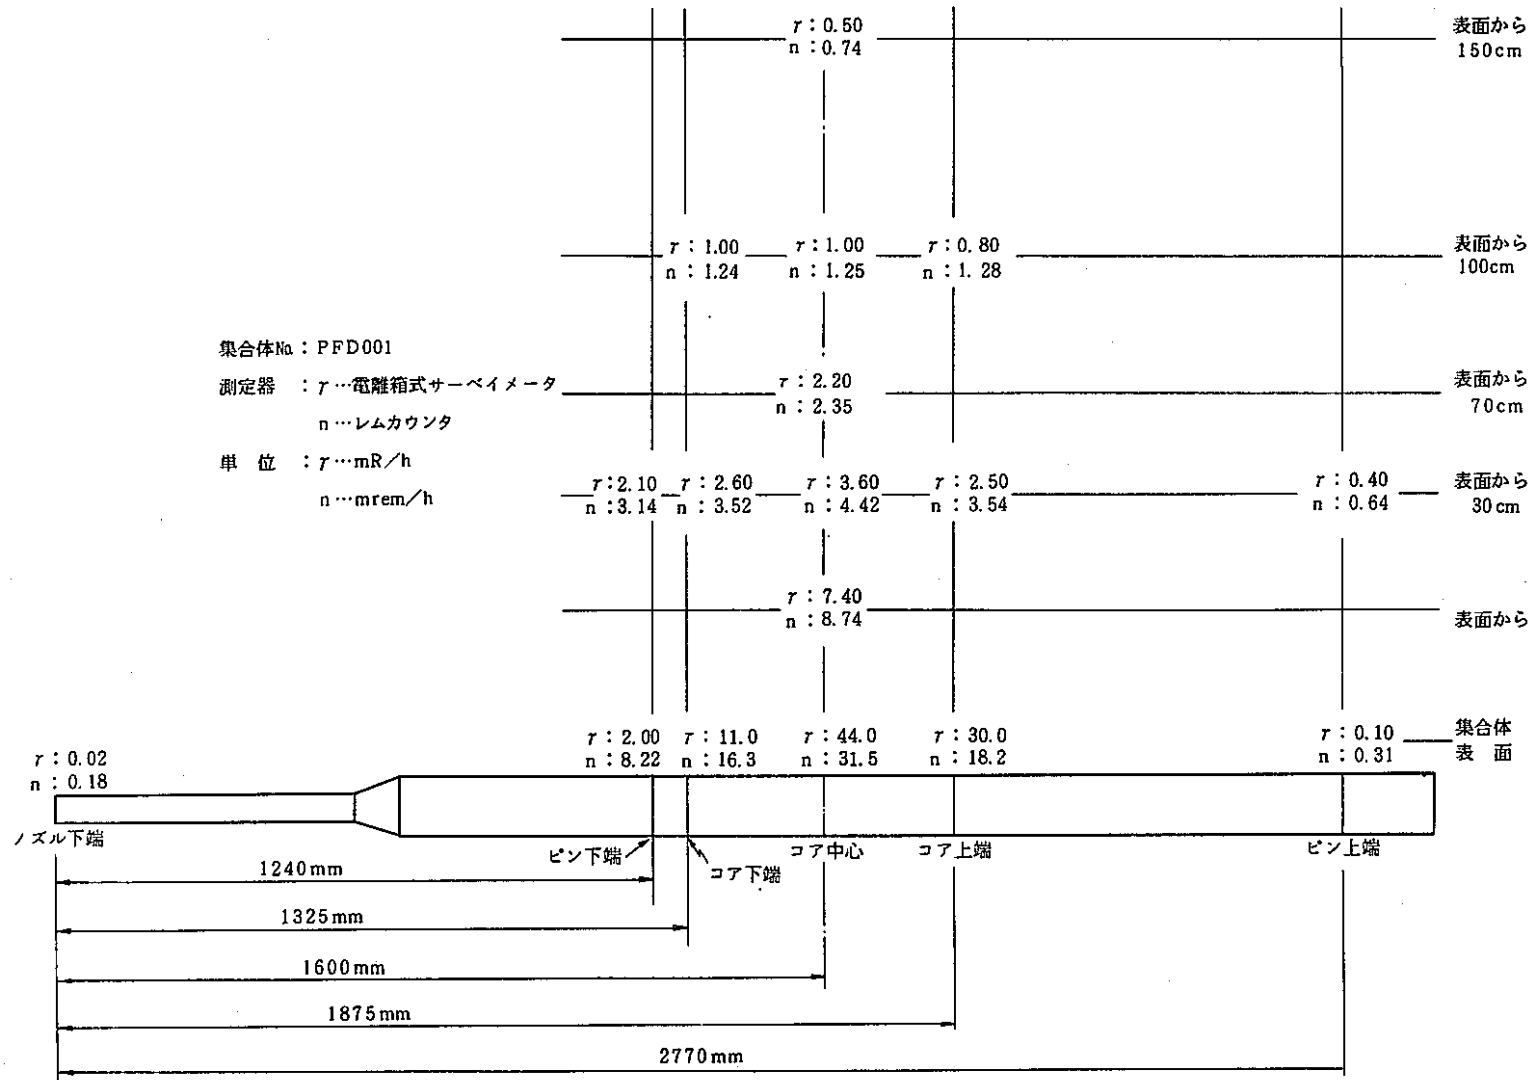 γ：0.50
n：0.74
表面から
150cm
γ：1.00
n：1.24
γ：1.00
n：1.25
γ：0.80
n：1.28
表面から
100cm
集合体No.：PFD001
測定器　：γ…電離箱式サーベイメータ
n…レムカウンタ
単　位　：γ…mR/h
n…mrem/h
γ：2.20
n：2.35
表面から
70cm
γ：2.10
n：3.14
γ：2.60
n：3.52
γ：3.60
n：4.42
γ：2.50
n：3.54
γ：0.40
n：0.64
表面から
30cm
γ：7.40
n：8.74
表面から
γ：0.02
n：0.18
γ：2.00
n：8.22
γ：11.0
n：16.3
γ：44.0
n：31.5
γ：30.0
n：18.2
γ：0.10
n：0.31
集合体
表　面
ノズル下端
ピン下端
コア下端
コア中心
コア上端
ピン上端
1240mm
1325mm
1600mm
1875mm
2770mm